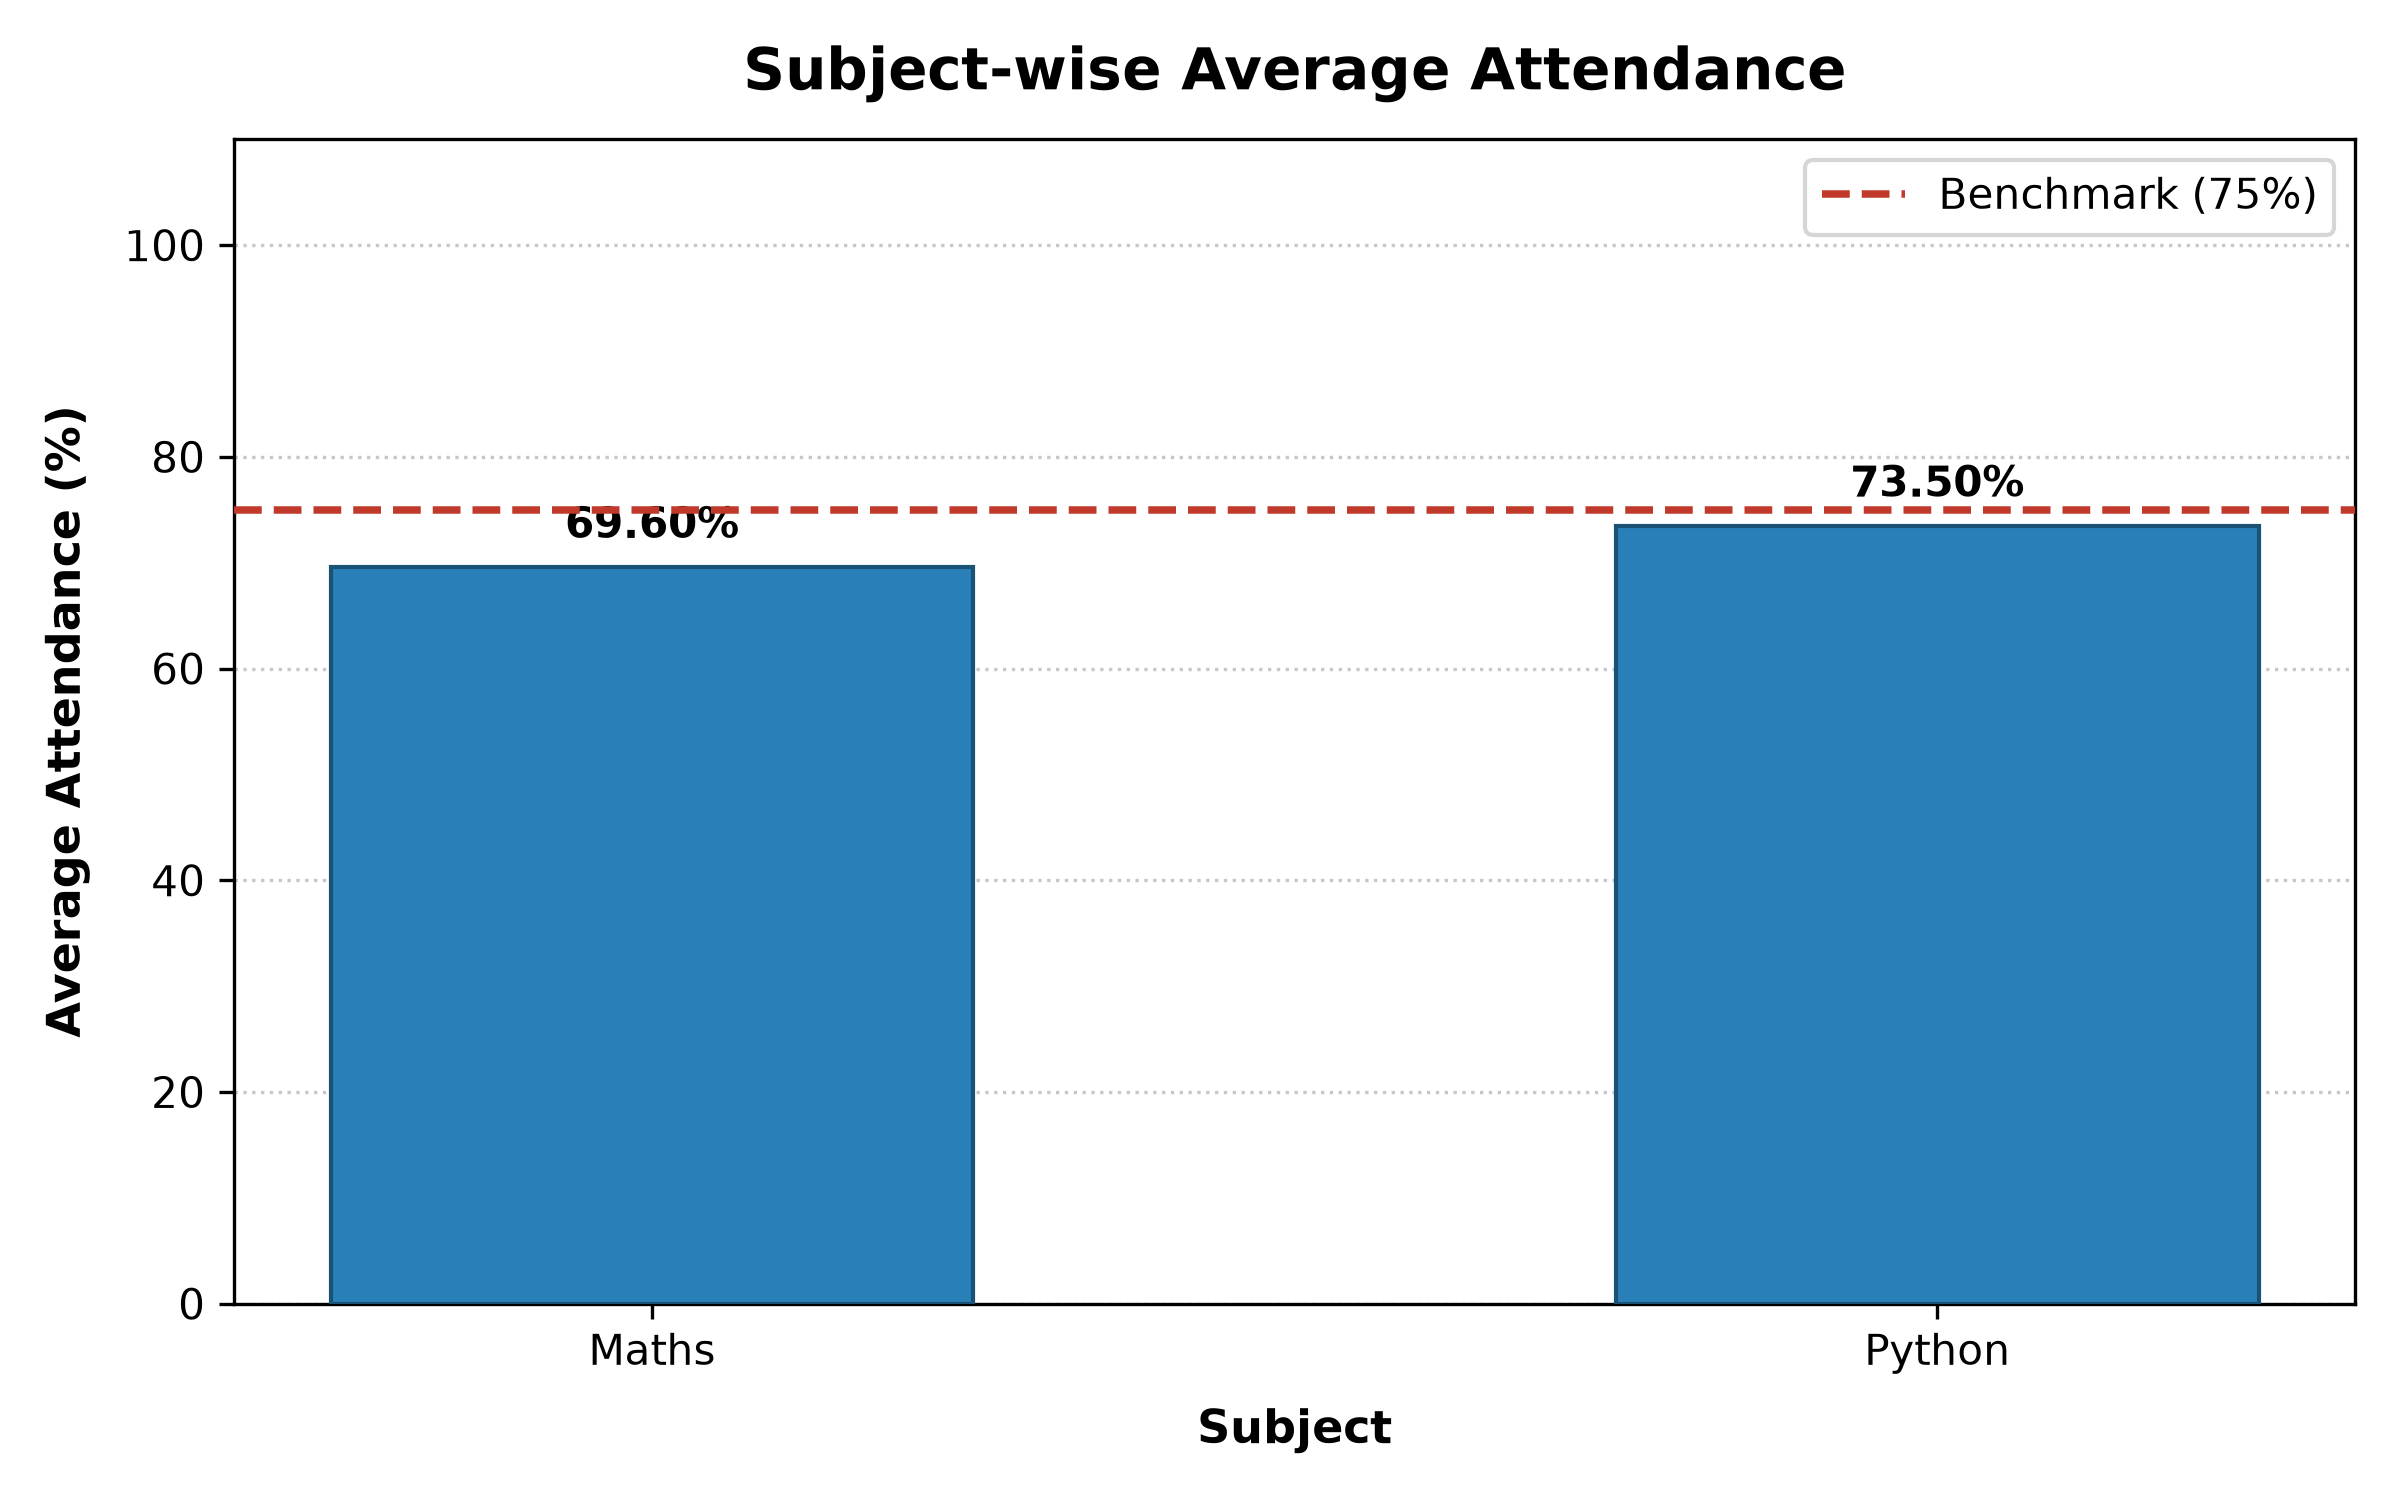 Subject-wise Average Attendance
Benchmark (75%)
Average Attendance (%)
100
80
60
40
20
0
69.60%
73.50%
Maths
Python
Subject